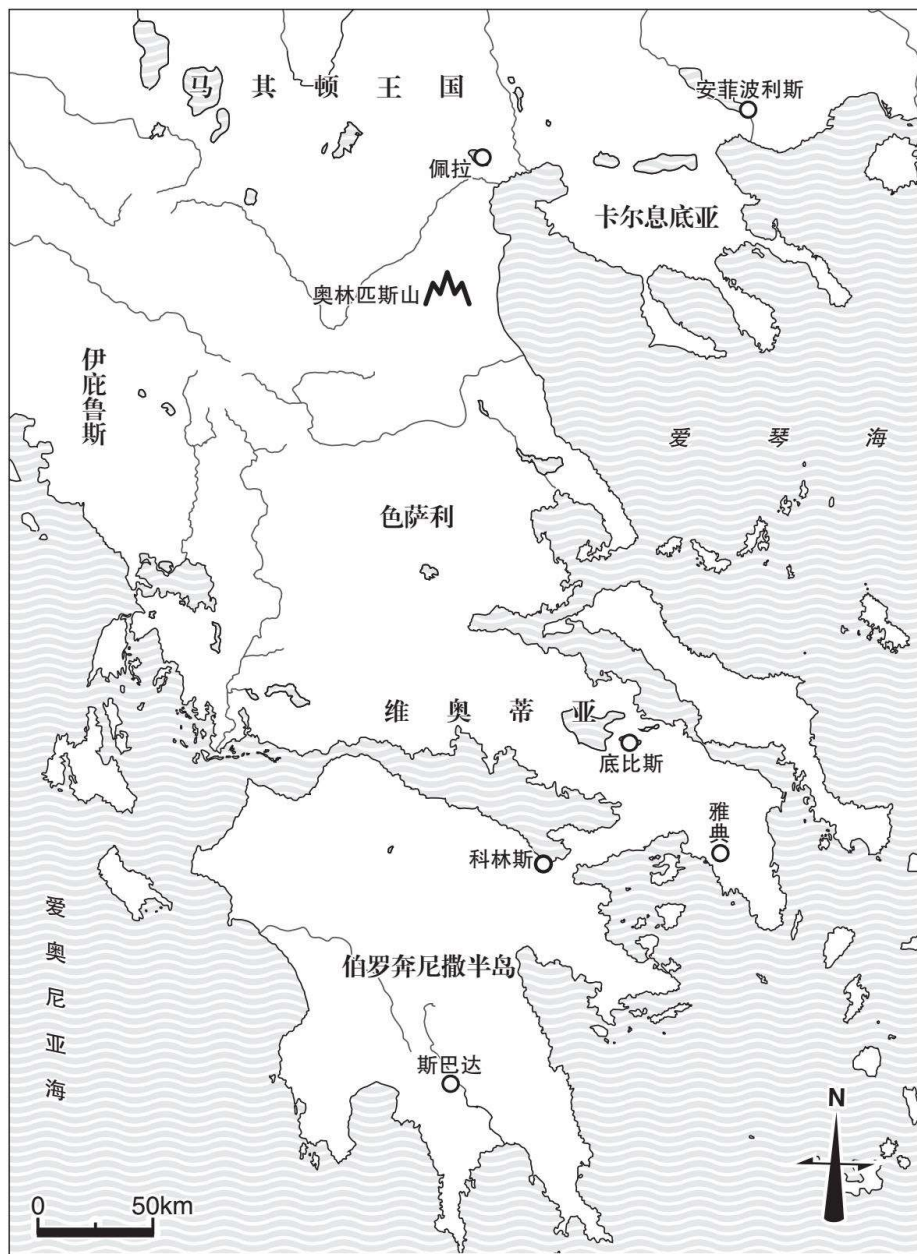 马其顿王国
安菲波利斯
佩拉
卡尔息底亚
奥林匹斯山
伊庇鲁斯
爱琴海
色萨利
维奥蒂亚
底比斯
雅典
科林斯
爱奥尼亚海
伯罗奔尼撒半岛
斯巴达
N
0 50km